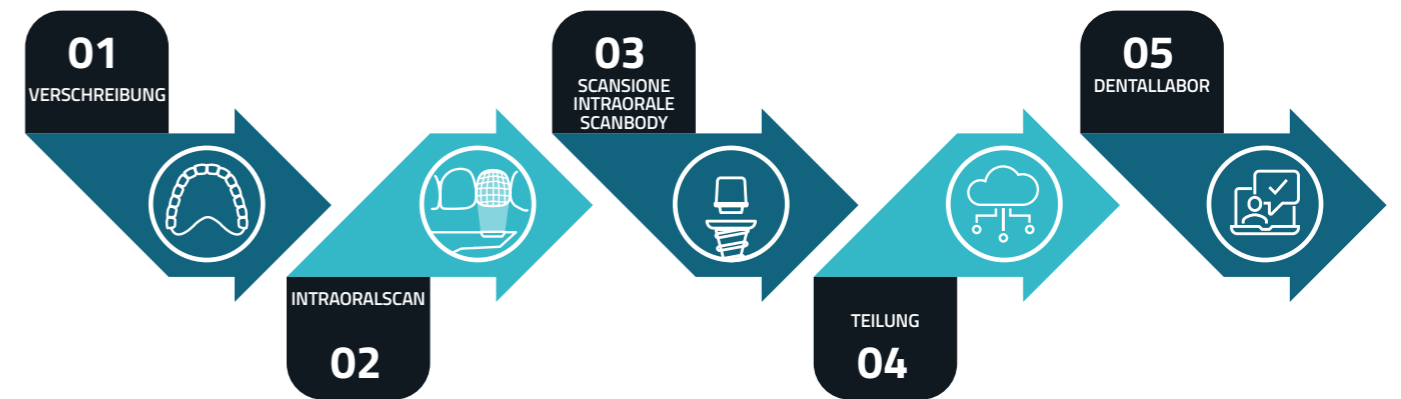 01
VERSCHREIBUNG
INTRAORALSCAN
02
03
SCANSIONE
INTRAORALE
SCANBODY
TEILUNG
04
05
DENTALLABOR